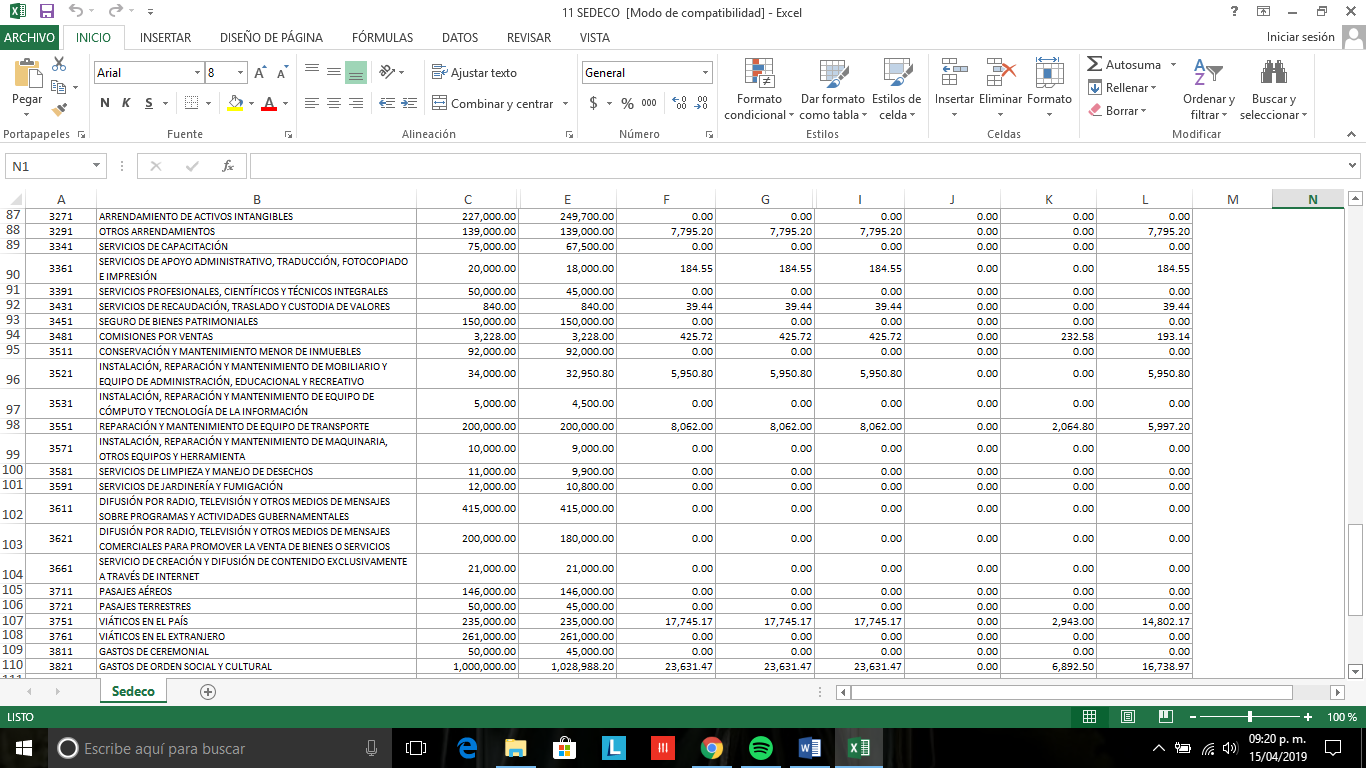 11 SEDECO [Modo de compatibilidad] - Excel
ARCHIVO INICIO INSERTAR DISEÑO DE PÁGINA FÓRMULAS DATOS REVISAR VISTA Iniciar sesión
Arial 8 Ajustar texto General Autosuma
Pegar N K S Combinar y centrar $ % 000 Formato condicional Dar formato como tabla Estilos de celda Insertar Eliminar Formato Rellenar Borrar Ordenar y filtrar Buscar y seleccionar
Portapapeles Fuente Alineación Número Estilos Celdas Modificar
N1 fx
A B C E F G I J K L M N
87 3271 ARRENDAMIENTO DE ACTIVOS INTANGIBLES 227,000.00 249,700.00 0.00 0.00 0.00 0.00 0.00 0.00
88 3291 OTROS ARRENDAMIENTOS 139,000.00 139,000.00 7,795.20 7,795.20 7,795.20 0.00 0.00 7,795.20
89 3341 SERVICIOS DE CAPACITACIÓN 75,000.00 67,500.00 0.00 0.00 0.00 0.00 0.00 0.00
90 3361 SERVICIOS DE APOYO ADMINISTRATIVO, TRADUCCIÓN, FOTOCOPIADO
E IMPRESIÓN 20,000.00 18,000.00 184.55 184.55 184.55 0.00 0.00 184.55
91 3391 SERVICIOS PROFESIONALES, CIENTÍFICOS Y TÉCNICOS INTEGRALES 50,000.00 45,000.00 0.00 0.00 0.00 0.00 0.00 0.00
92 3431 SERVICIOS DE RECAUDACIÓN, TRASLADO Y CUSTODIA DE VALORES 840.00 840.00 39.44 39.44 39.44 0.00 0.00 39.44
93 3451 SEGURO DE BIENES PATRIMONIALES 150,000.00 150,000.00 0.00 0.00 0.00 0.00 0.00 0.00
94 3481 COMISIONES POR VENTAS 3,228.00 3,228.00 425.72 425.72 425.72 0.00 232.58 193.14
95 3511 CONSERVACIÓN Y MANTENIMIENTO MENOR DE INMUEBLES 92,000.00 92,000.00 0.00 0.00 0.00 0.00 0.00 0.00
96 3521 INSTALACIÓN, REPARACIÓN Y MANTENIMIENTO DE MOBILIARIO Y
EQUIPO DE ADMINISTRACIÓN, EDUCACIONAL Y RECREATIVO 34,000.00 32,950.80 5,950.80 5,950.80 5,950.80 0.00 0.00 5,950.80
97 3531 INSTALACIÓN, REPARACIÓN Y MANTENIMIENTO DE EQUIPO DE
CÓMPUTO Y TECNOLOGÍA DE LA INFORMACIÓN 5,000.00 4,500.00 0.00 0.00 0.00 0.00 0.00 0.00
98 3551 REPARACIÓN Y MANTENIMIENTO DE EQUIPO DE TRANSPORTE 200,000.00 200,000.00 8,062.00 8,062.00 8,062.00 0.00 2,064.80 5,997.20
99 3571 INSTALACIÓN, REPARACIÓN Y MANTENIMIENTO DE MAQUINARIA,
OTROS EQUIPOS Y HERRAMIENTA 10,000.00 9,000.00 0.00 0.00 0.00 0.00 0.00 0.00
100 3581 SERVICIOS DE LIMPIEZA Y MANEJO DE DESECHOS 11,000.00 9,900.00 0.00 0.00 0.00 0.00 0.00 0.00
101 3591 SERVICIOS DE JARDINERÍA Y FUMIGACIÓN 12,000.00 10,800.00 0.00 0.00 0.00 0.00 0.00 0.00
102 3611 DIFUSIÓN POR RADIO, TELEVISIÓN Y OTROS MEDIOS DE MENSAJES
SOBRE PROGRAMAS Y ACTIVIDADES GUBERNAMENTALES 415,000.00 415,000.00 0.00 0.00 0.00 0.00 0.00 0.00
103 3621 DIFUSIÓN POR RADIO, TELEVISIÓN Y OTROS MEDIOS DE MENSAJES
COMERCIALES PARA PROMOVER LA VENTA DE BIENES O SERVICIOS 200,000.00 180,000.00 0.00 0.00 0.00 0.00 0.00 0.00
104 3661 SERVICIO DE CREACIÓN Y DIFUSIÓN DE CONTENIDO EXCLUSIVAMENTE
A TRAVÉS DE INTERNET 21,000.00 21,000.00 0.00 0.00 0.00 0.00 0.00 0.00
105 3711 PASAJES AÉREOS 146,000.00 146,000.00 0.00 0.00 0.00 0.00 0.00 0.00
106 3721 PASAJES TERRESTRES 50,000.00 45,000.00 0.00 0.00 0.00 0.00 0.00 0.00
107 3751 VIÁTICOS EN EL PAÍS 235,000.00 235,000.00 17,745.17 17,745.17 17,745.17 0.00 2,943.00 14,802.17
108 3761 VIÁTICOS EN EL EXTRANJERO 261,000.00 261,000.00 0.00 0.00 0.00 0.00 0.00 0.00
109 3811 GASTOS DE CEREMONIAL 50,000.00 45,000.00 0.00 0.00 0.00 0.00 0.00 0.00
110 3821 GASTOS DE ORDEN SOCIAL Y CULTURAL 1,000,000.00 1,028,988.20 23,631.47 23,631.47 23,631.47 0.00 6,892.50 16,738.97
Sedeco
LISTO 100 %
Escribe aquí para buscar 09:20 p. m.
15/04/2019